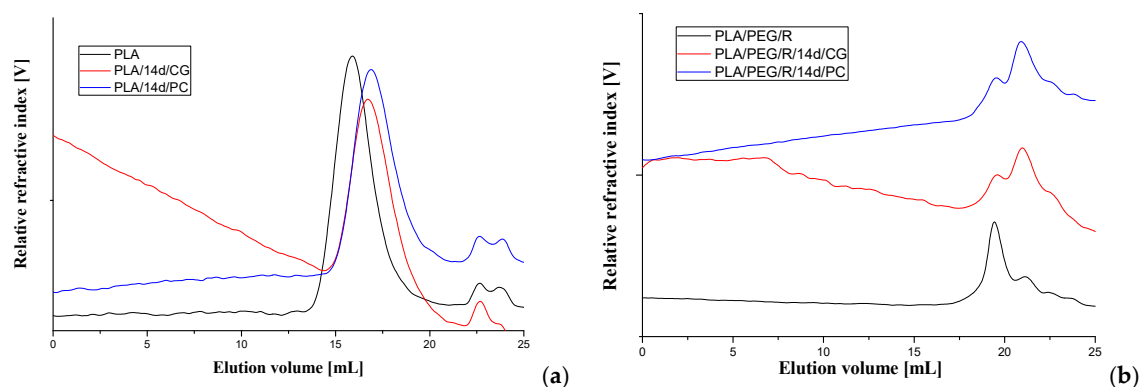 PLA
PLA/14d/CG
PLA/14d/PC
Relative refractive index [V]
0 5 10 15 20 25
Elution volume [mL]
(a)
PLA/PEG/R
PLA/PEG/R/14d/CG
PLA/PEG/R/14d/PC
Relative refractive index [V]
0 5 10 15 20 25
Elution volume [mL]
(b)